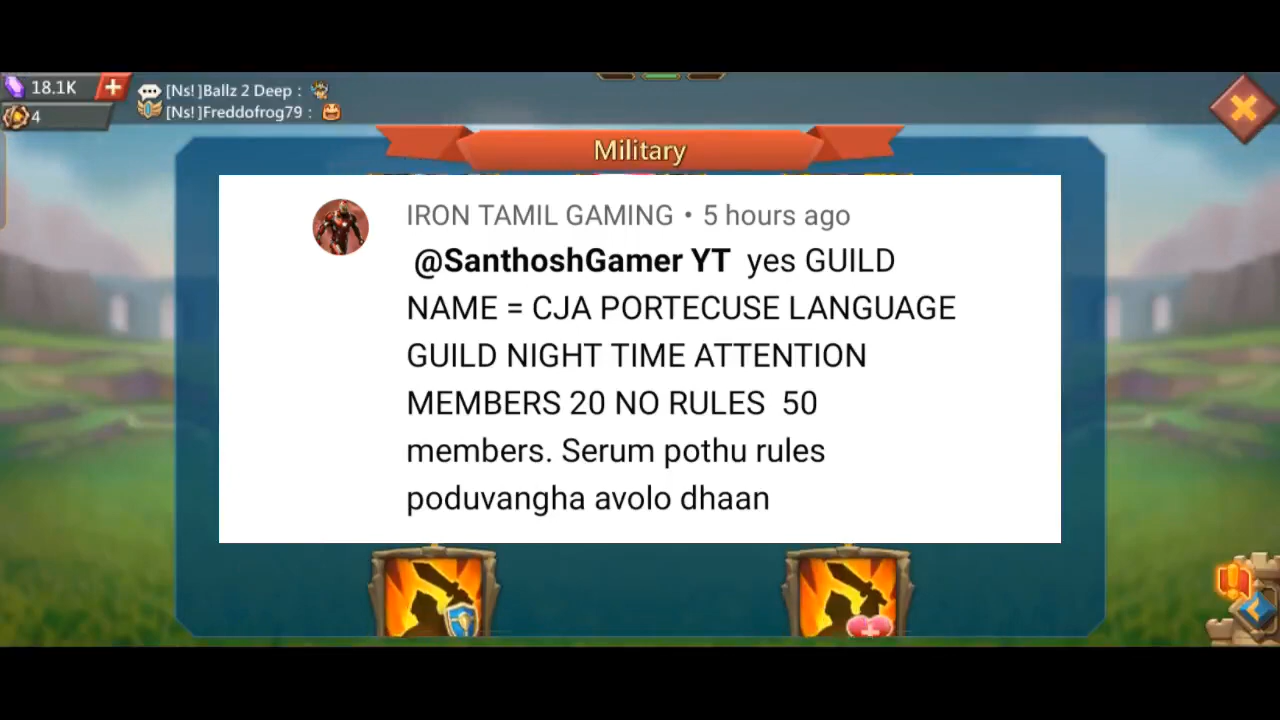 18.1K
4
[Ns!]Ballz 2 Deep :
[Ns!]Freddofrog79 :
Military
IRON TAMIL GAMING • 5 hours ago
@SanthoshGamer YT yes GUILD
NAME = CJA PORTECUSE LANGUAGE
GUILD NIGHT TIME ATTENTION
MEMBERS 20 NO RULES 50
members. Serum pothu rules
poduvangha avolo dhaan